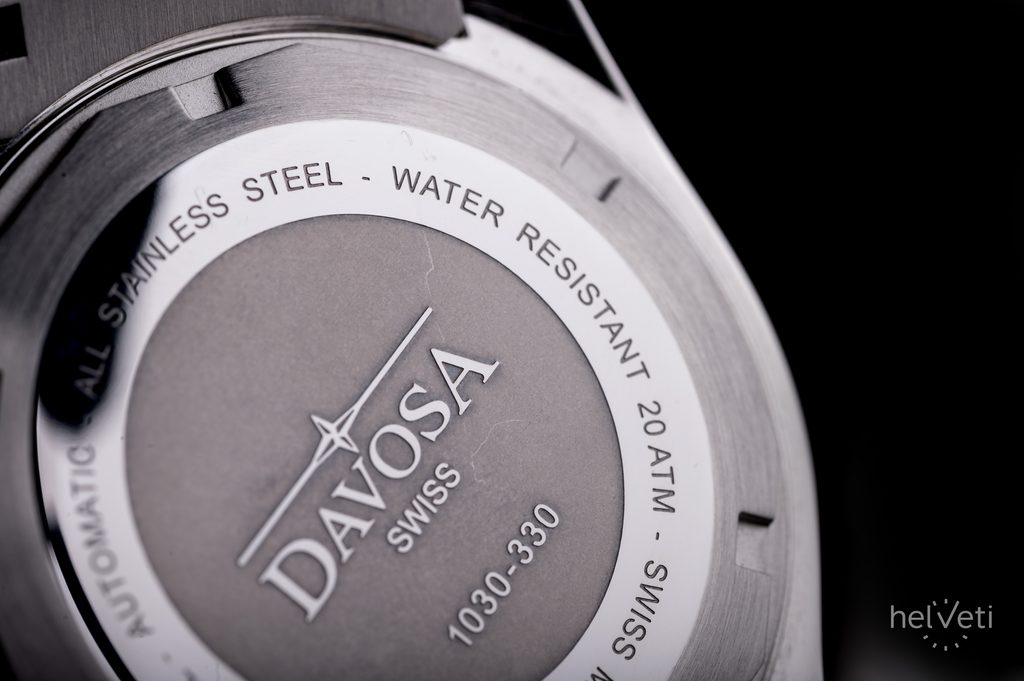 AUTOMATIC - ALL STAINLESS STEEL - WATER RESISTANT 20 ATM - SWISS M
DAVOSA
SWISS
1030-330
helveti